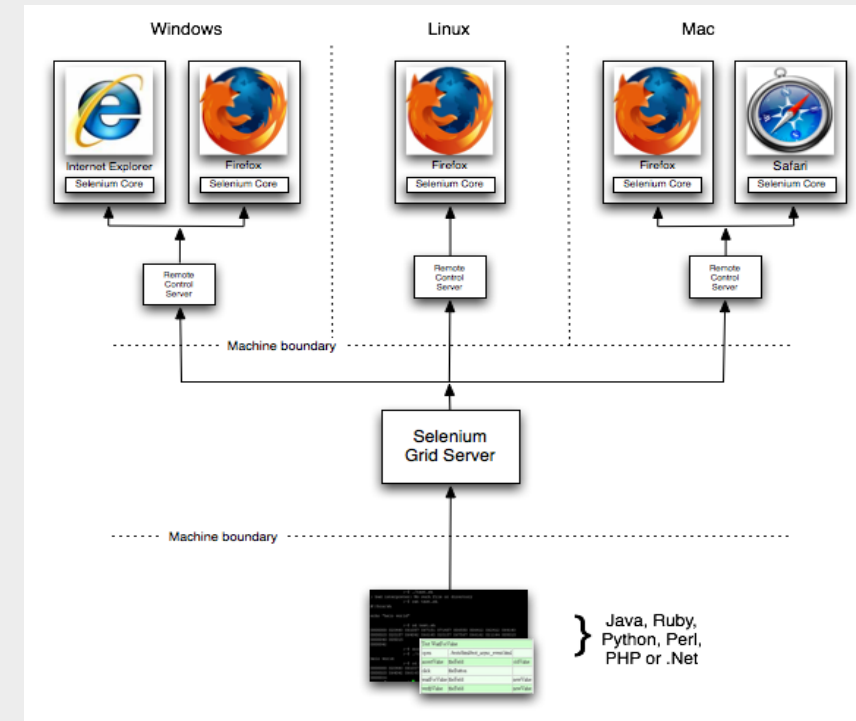 Windows
Linux
Mac
Internet Explorer
Selenium Core
Firefox
Selenium Core
Firefox
Selenium Core
Firefox
Selenium Core
Safari
Selenium Core
Remote
Control
Server
Remote
Control
Server
Remote
Control
Server
Machine boundary
Selenium
Grid Server
Machine boundary
Java, Ruby,
Python, Perl,
PHP or .Net